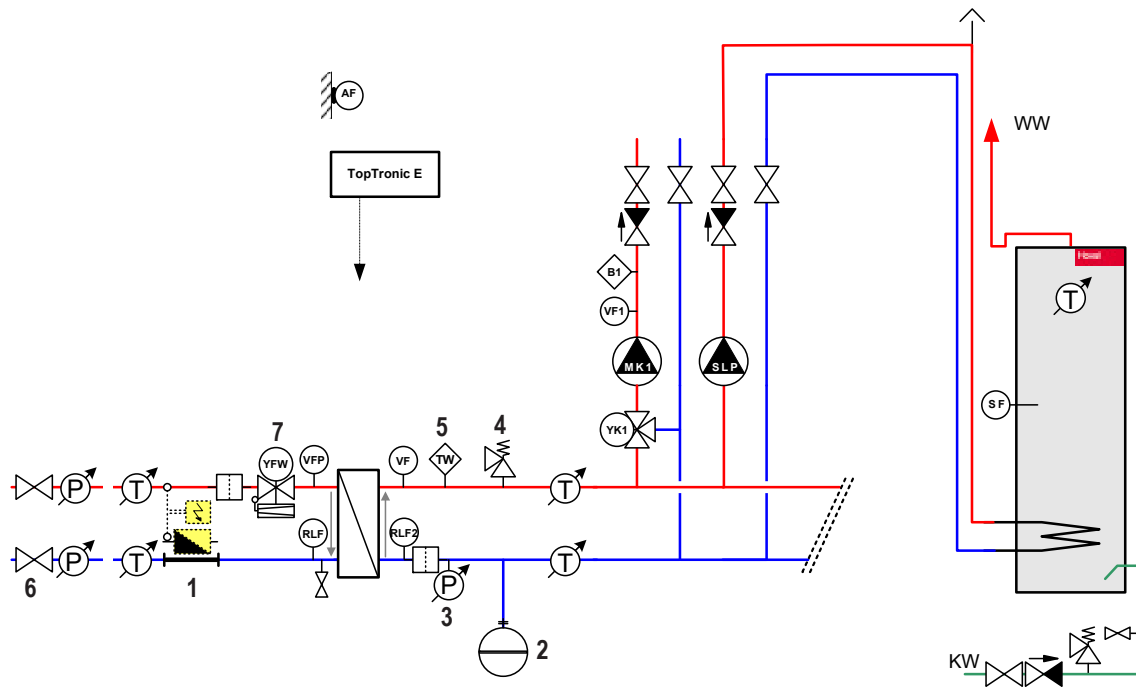 WW
AF
TopTronic E
B1
VF1
MK1
SLP
T
SF
YK1
7
5
4
YFW
VFP
VF
TW
P
T
T
RLF
RLF2
P
T
P
T
6
1
3
2
KW